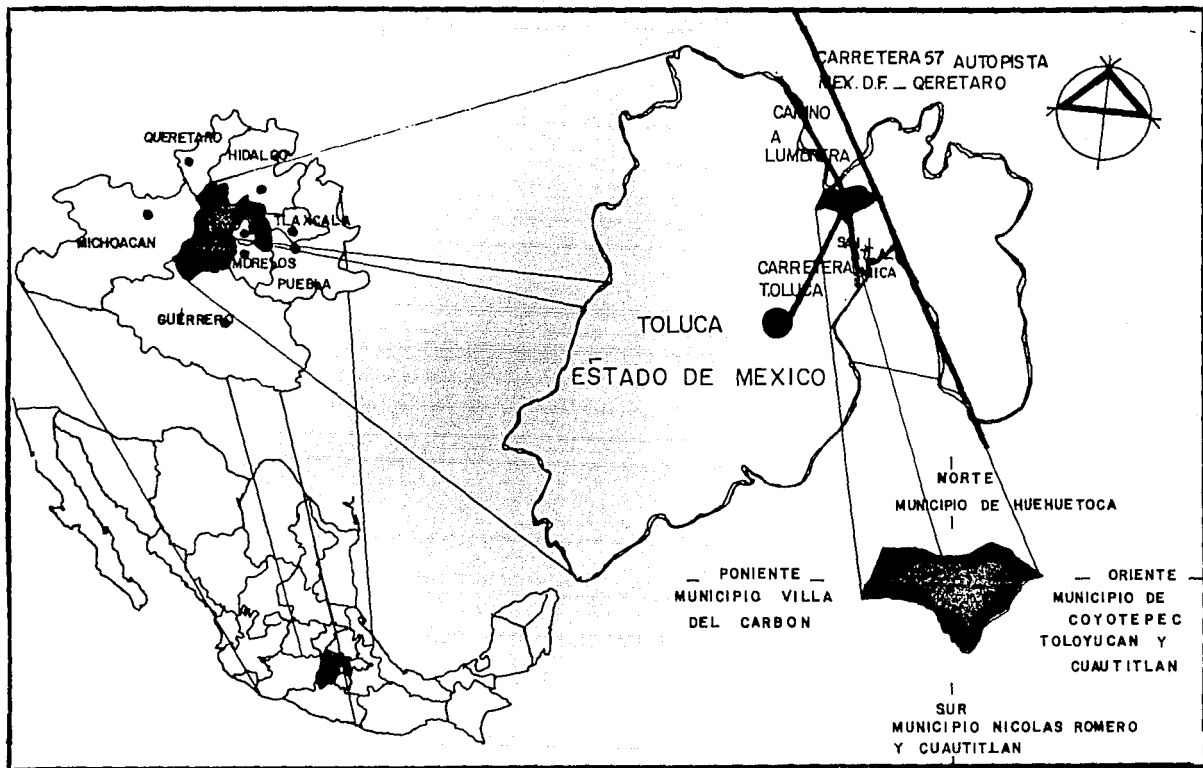 CARRETERA 57 AUTOPISTA
MEX. D.F. _ QERETARO
CAMINO
A
LUMBRERA
QUERETARO
HIDALGO
TLAXCALA
MICHOACAN
MORELOS
PUEBLA
GUERRERO
CARRETERA
TOLUCA
TOLUCA
ESTADO DE MEXICO
NORTE
MUNICIPIO DE HUEHUETOCA
_ PONIENTE _
MUNICIPIO VILLA
DEL CARBON
_ ORIENTE _
MUNICIPIO DE
COYOTEPEC
TOLOYUCAN Y
CUAUTITLAN
SUR
MUNICIPIO NICOLAS ROMERO
Y CUAUTITLAN